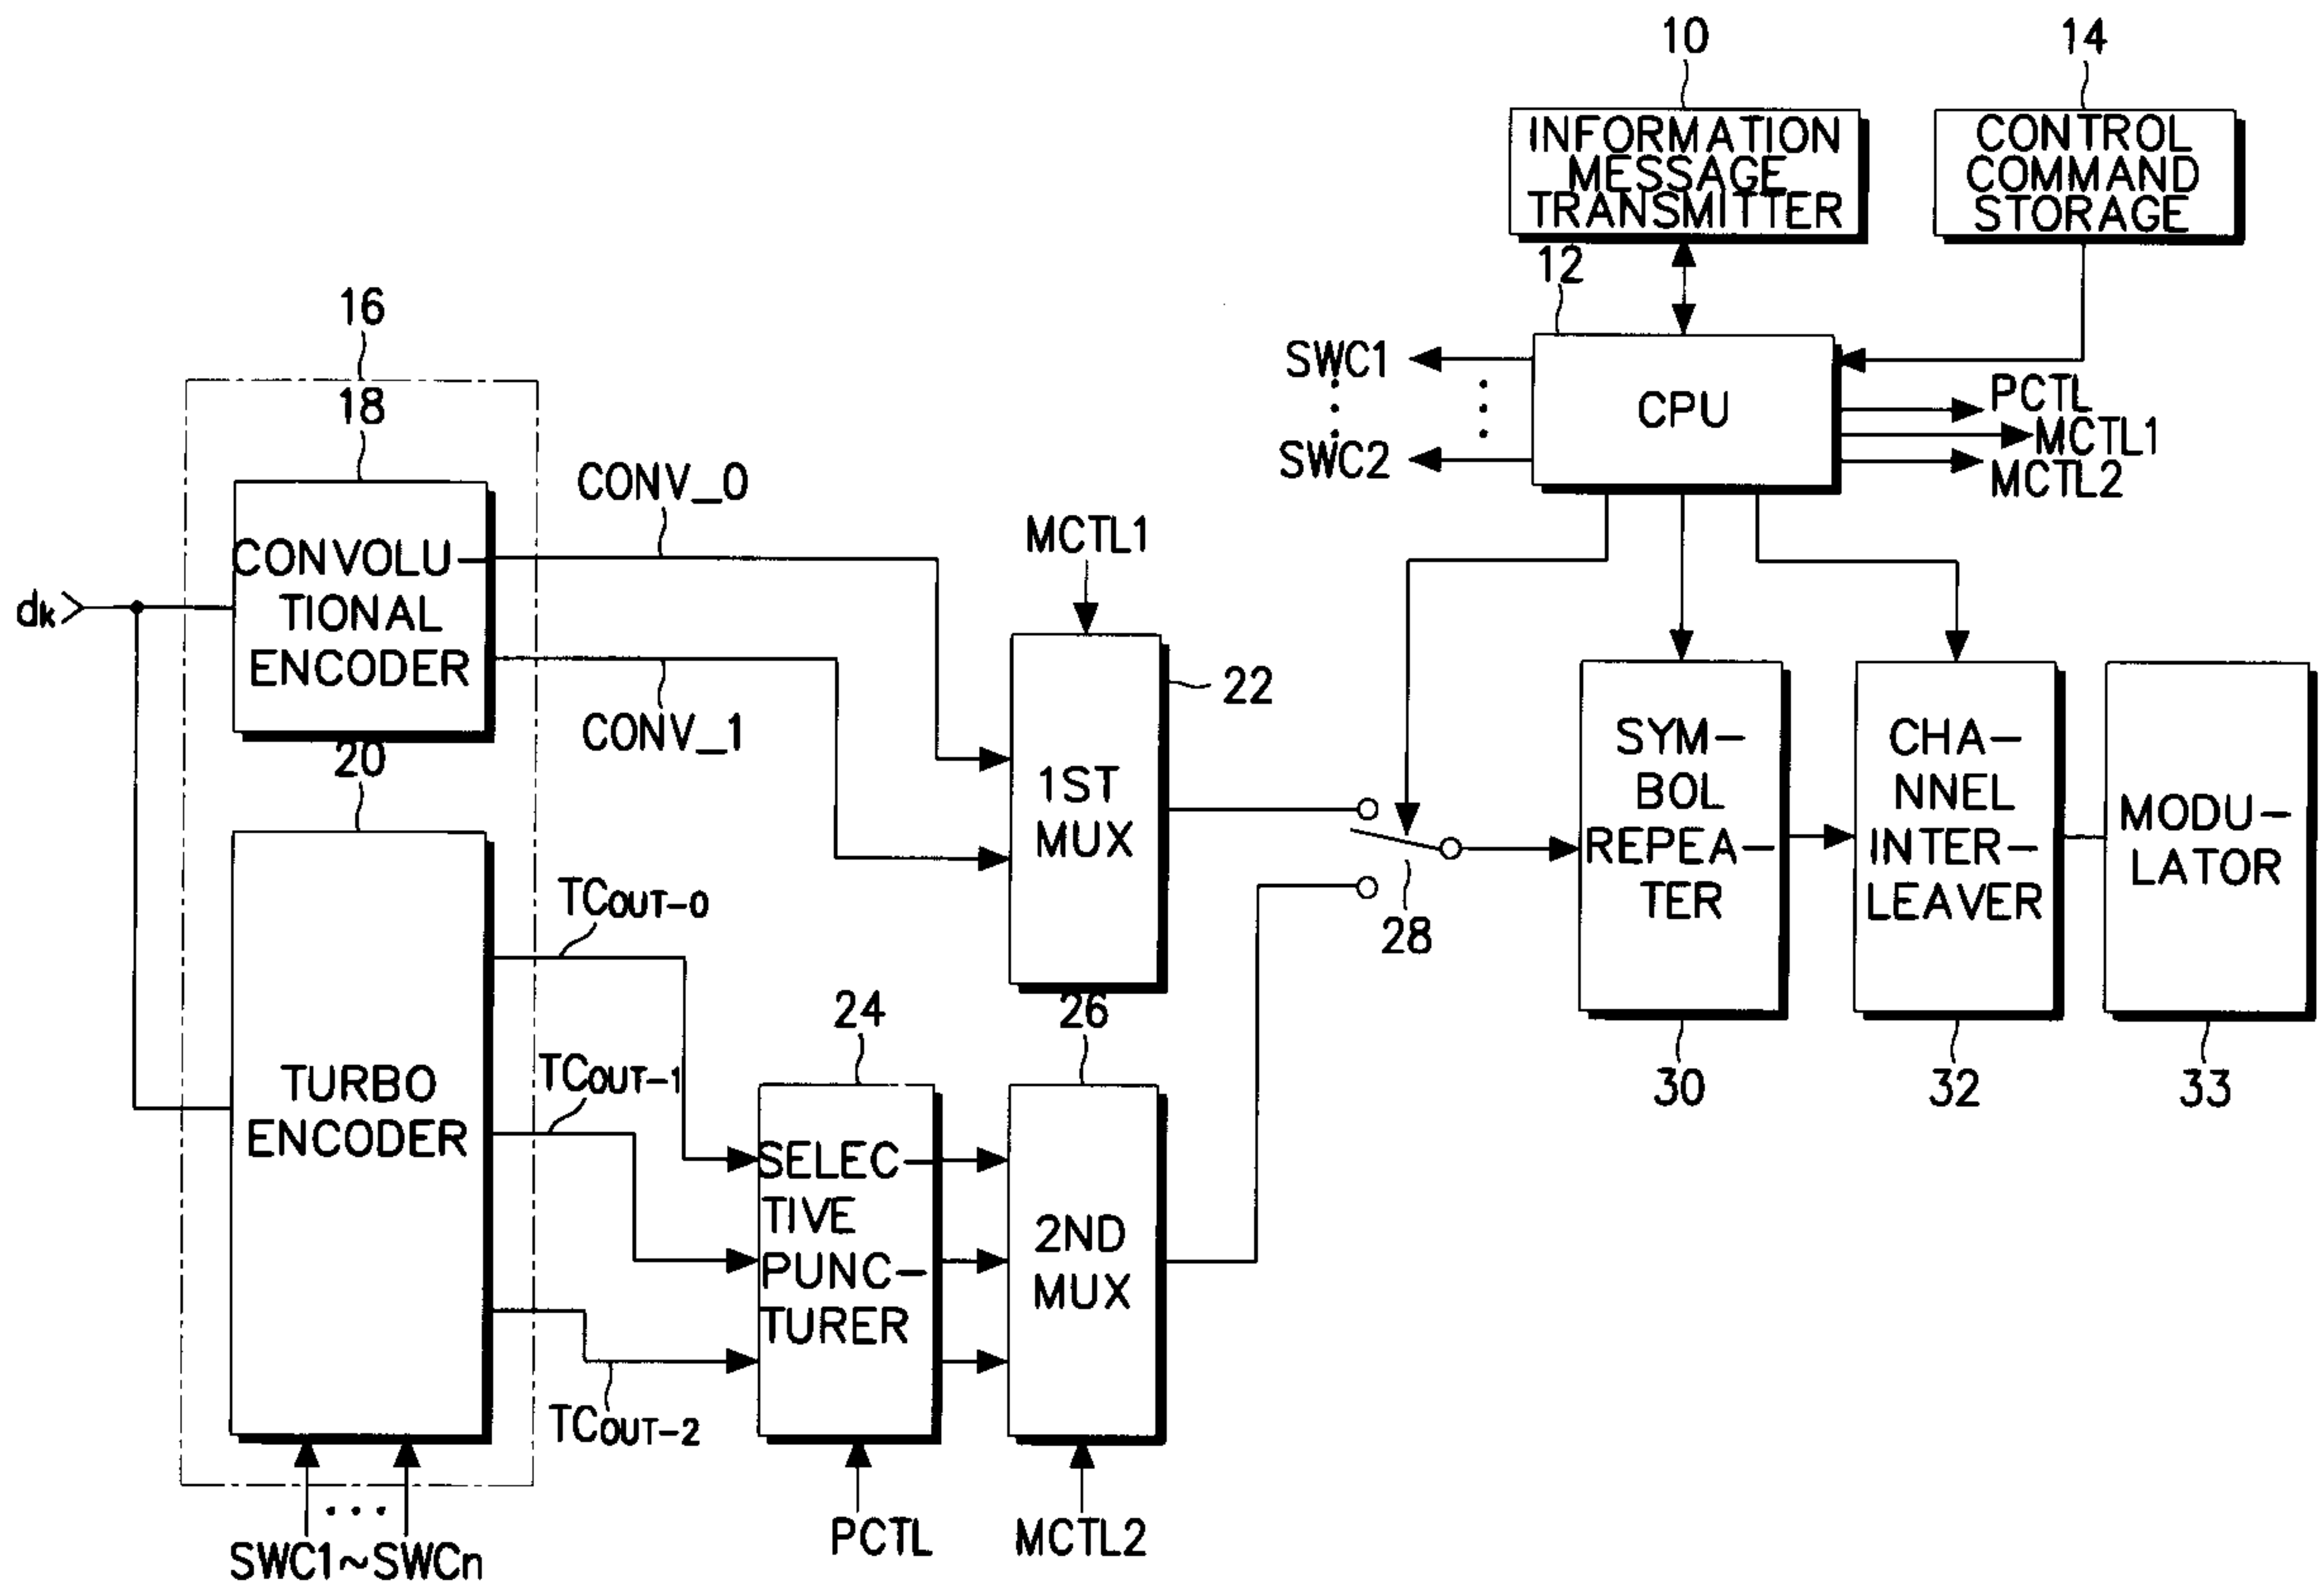 10
14
INFORMATION
MESSAGE
TRANSMITTER
CONTROL
COMMAND
STORAGE
12
16
SWC1
CPU
PCTL
MCTL1
SWC2
MCTL2
18
CONV_0
MCTL1
CONVOLU-
TIONAL
ENCODER
dk
22
CONV_1
20
1ST
MUX
SYM-
BOL
REPEA-
TER
CHA-
NNEL
INTER-
LEAVER
MODU-
LATOR
28
TCOUT-0
24
26
30
32
33
TCOUT-1
TURBO
ENCODER
SELEC-
TIVE
PUNC-
TURER
2ND
MUX
TCOUT-2
...
SWC1~SWCn
PCTL
MCTL2